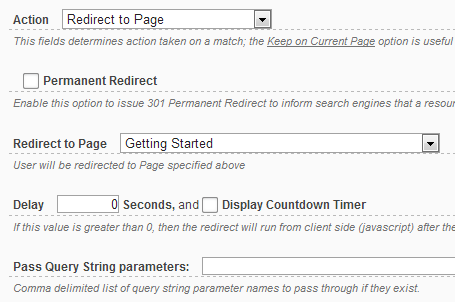 Action Redirect to Page
This fields determines action taken on a match; the Keep on Current Page option is useful
Permanent Redirect
Enable this option to issue 301 Permanent Redirect to inform search engines that a
Redirect to Page Getting Started
User will be redirected to Page specified above
Delay 0 Seconds, and Display Countdown Timer
If this value is greater than 0, then the redirect will run from client side (javascript) after
Pass Query String parameters:
Comma delimited list of query string parameter names to pass through if they exist.